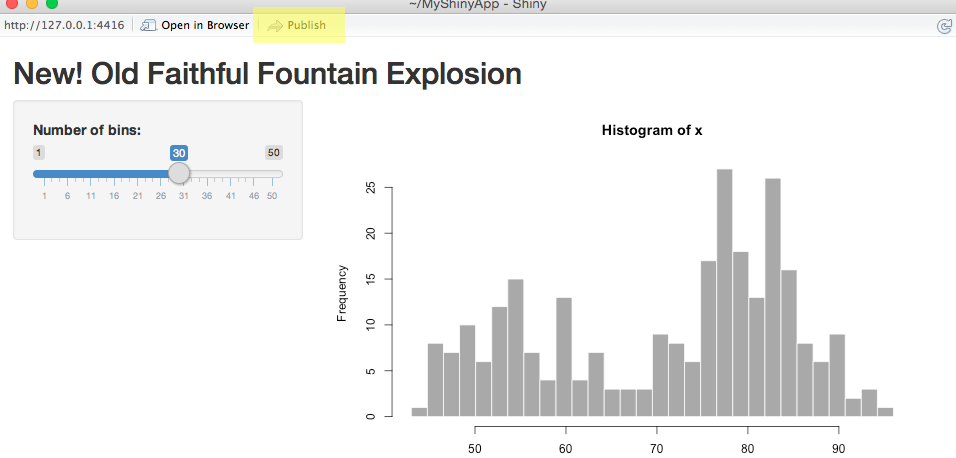 ~/MyShinyApp - Shiny
http://127.0.0.1:4416 Open in Browser Publish
New! Old Faithful Fountain Explosion
Number of bins:
1 30 50
1 6 11 16 21 26 31 36 41 46 50
Histogram of x
Frequency
25
20
15
10
5
0
50 60 70 80 90